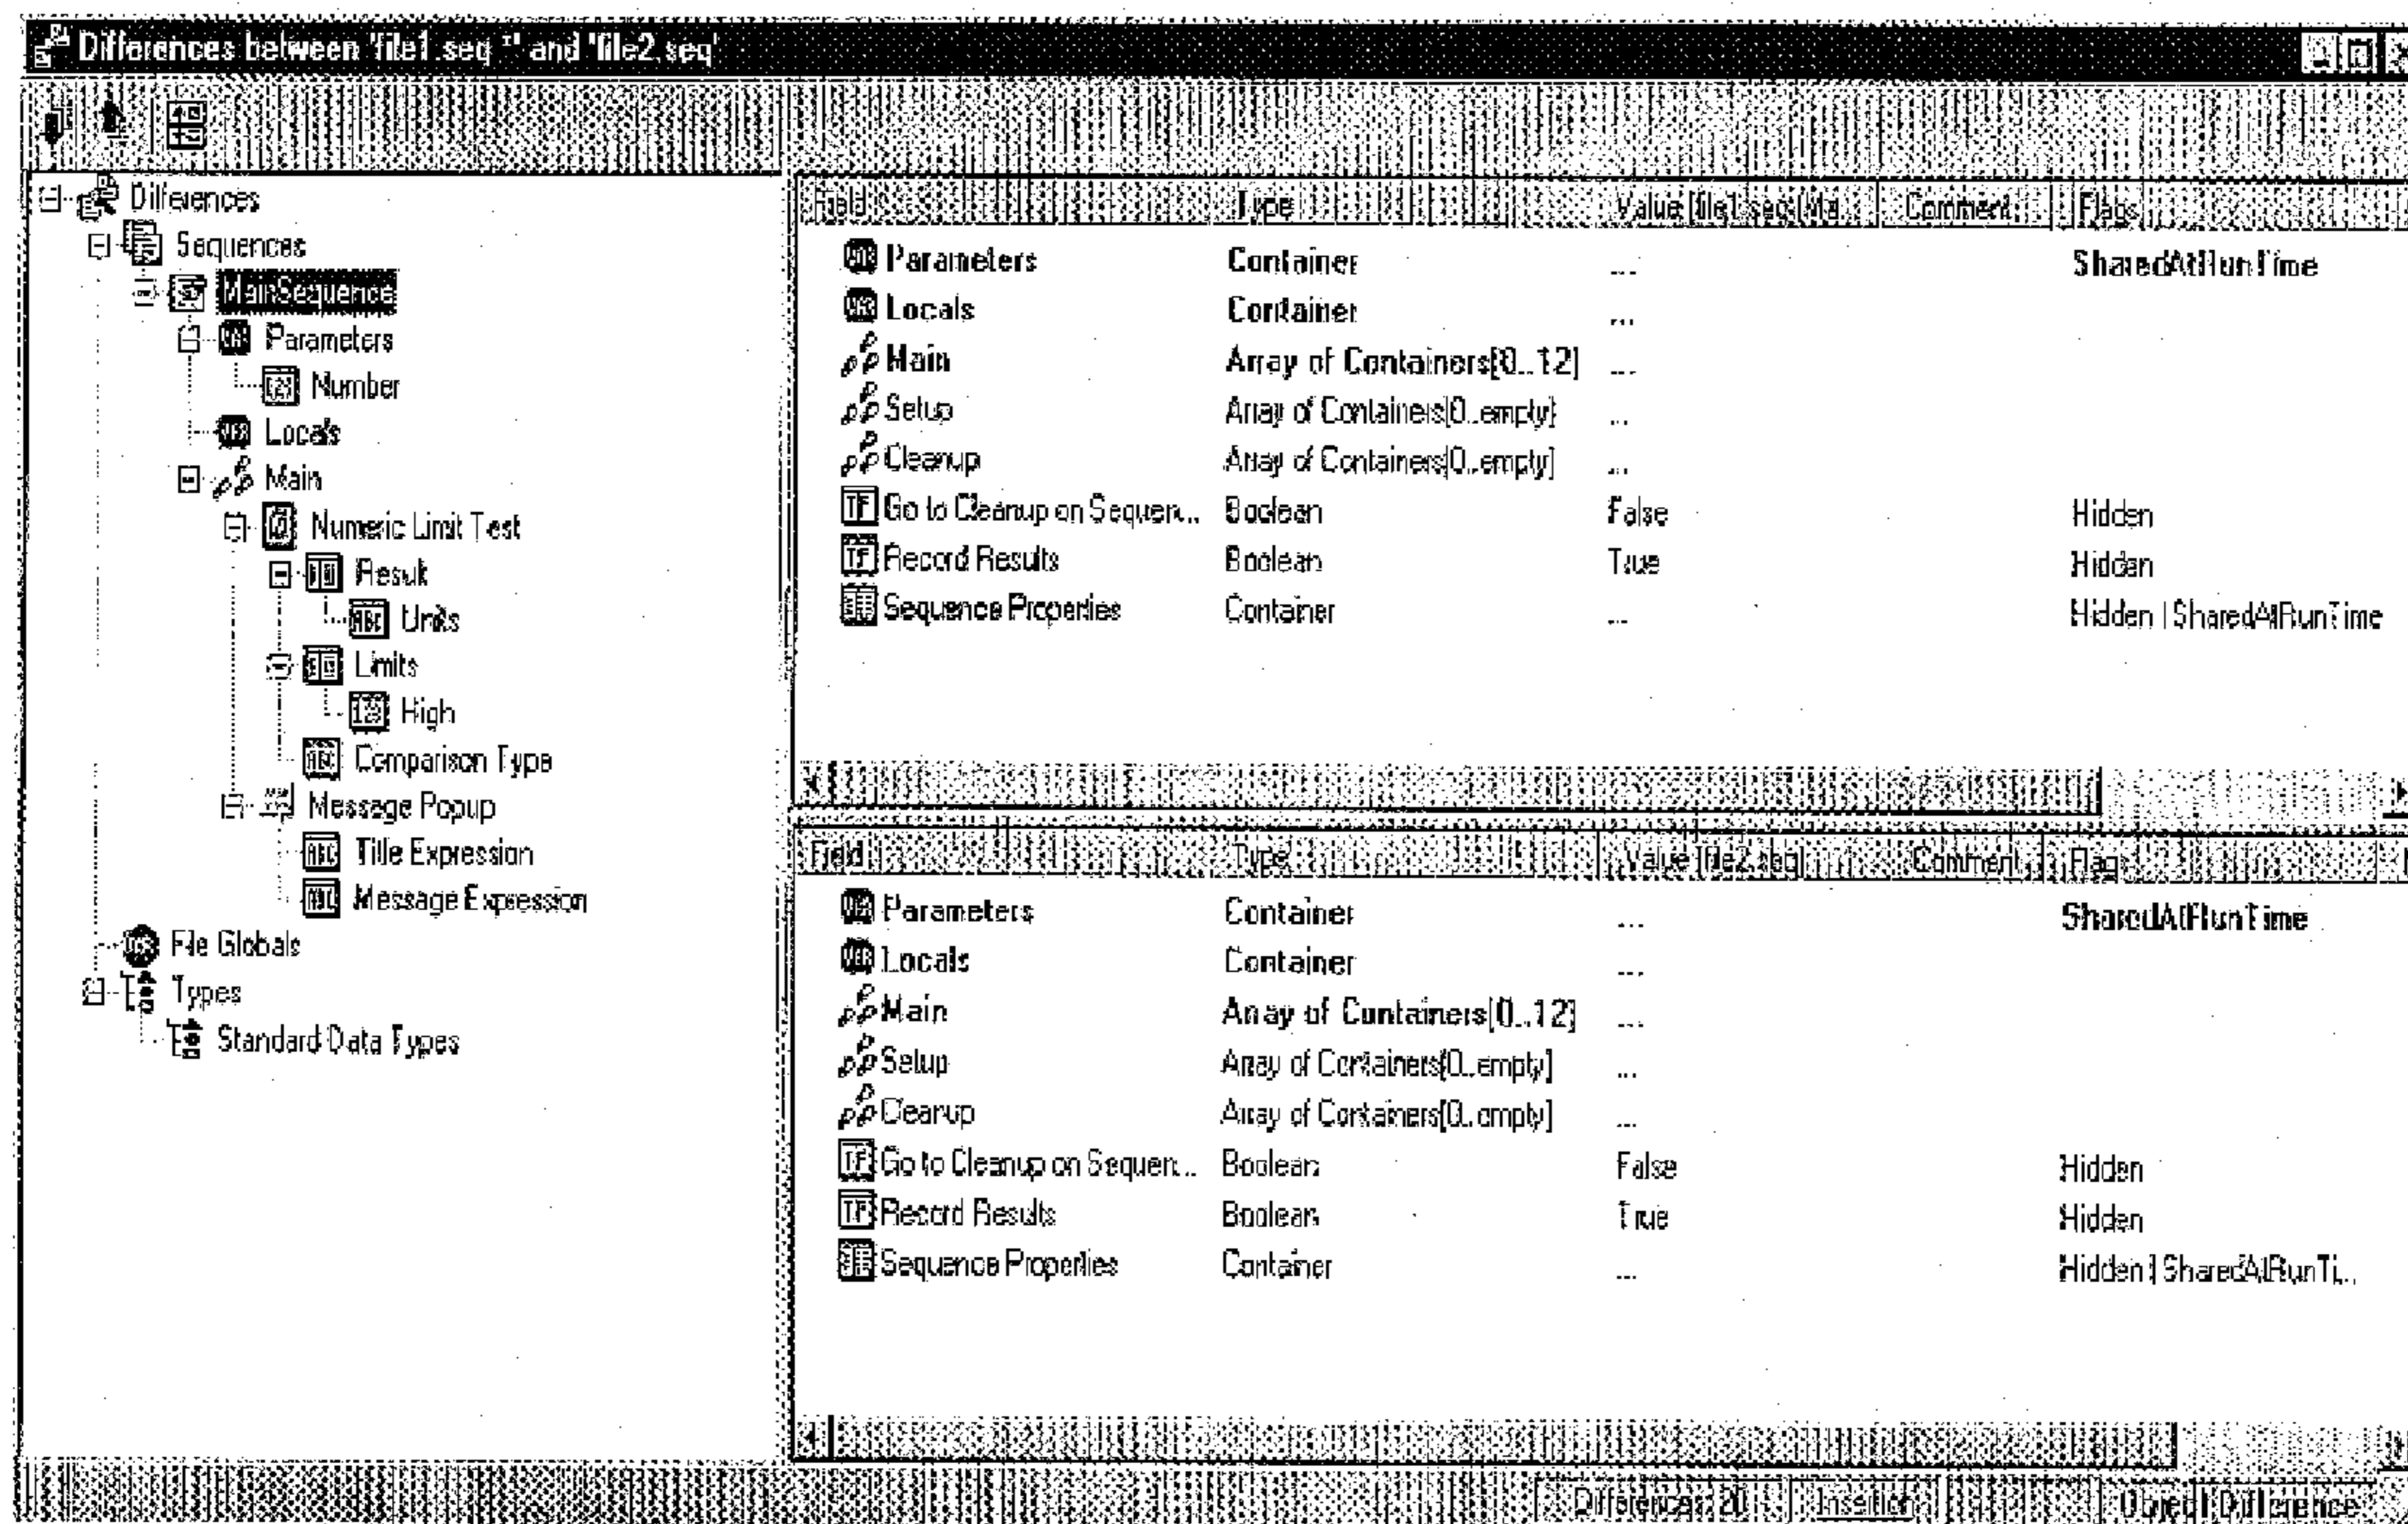 Differences between 'file1.seq *' and 'file2.seq'
Differences
Sequences
MainSequence
Parameters
Number
Locals
Main
Numeric Limit Test
Result
Units
Limits
High
Comparison Type
Message Popup
Title Expression
Message Expression
File Globals
Types
Standard Data Types
Field Type Value [file1.seq (Ma... Comment Flags
Parameters Container ... SharedAtRunTime
Locals Container ...
Main Array of Containers[0..12] ...
Setup Array of Containers[0..empty] ...
Cleanup Array of Containers[0..empty] ...
Go to Cleanup on Sequen... Boolean False Hidden
Record Results Boolean True Hidden
Sequence Properties Container ... Hidden | SharedAtRunTime
Field Type Value [file2.seq] Comment Flags
Parameters Container ... SharedAtRunTime
Locals Container ...
Main Array of Containers[0..12] ...
Setup Array of Containers[0..empty] ...
Cleanup Array of Containers[0..empty] ...
Go to Cleanup on Sequen... Boolean False Hidden
Record Results Boolean True Hidden
Sequence Properties Container ... Hidden | SharedAtRunTi...
Differences: 20 Insertion Object Difference